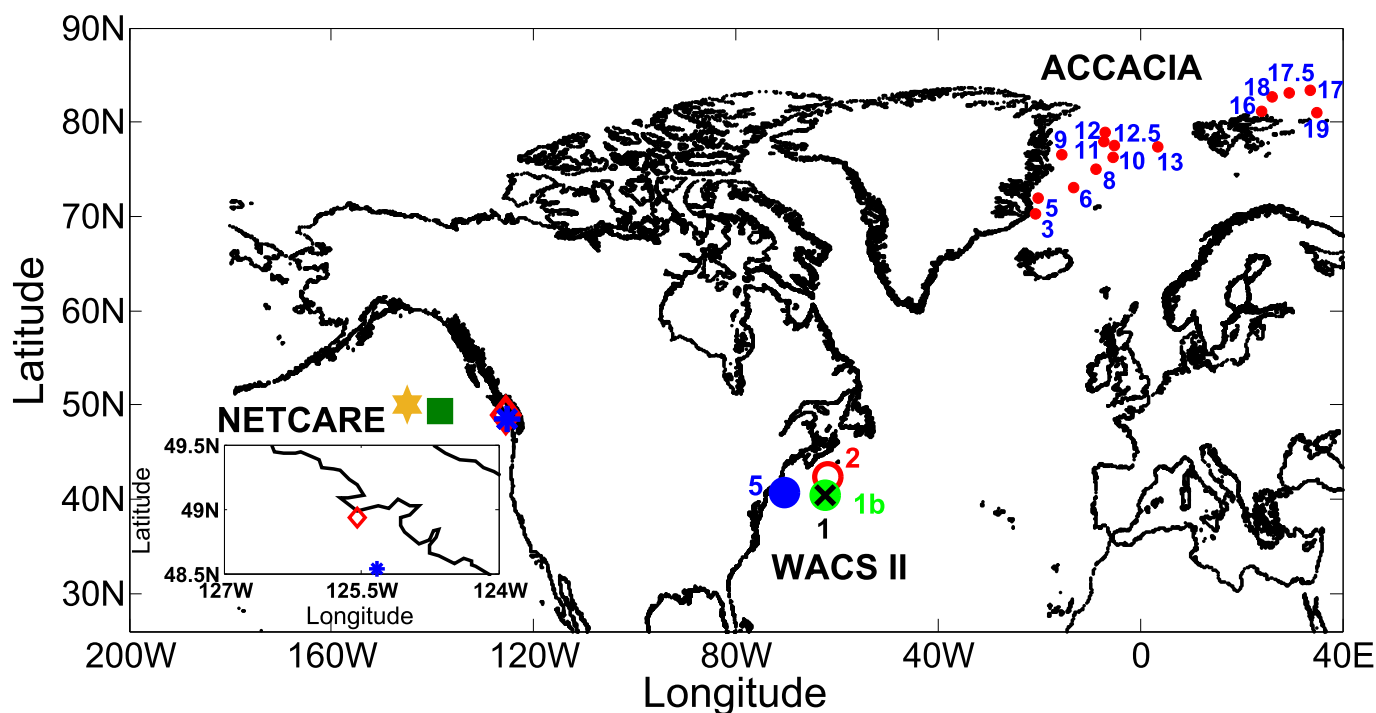 90N
80N
70N
60N
50N
40N
30N
Latitude
ACCACIA
17.5
18
17
16
19
12
12.5
9
11
10
13
8
6
5
3
NETCARE
49.5N
49N
48.5N
Latitude
127W
125.5W
124W
Longitude
2
5
1b
1
WACS II
200W
160W
120W
80W
40W
0
40E
Longitude